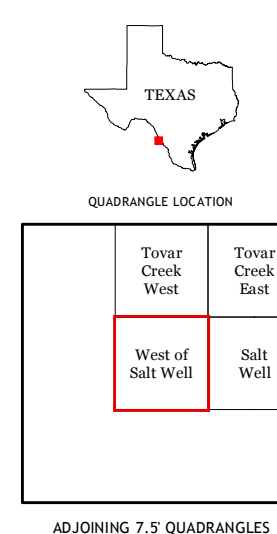 TEXAS
QUADRANGLE LOCATION
Tovar
Creek
West
Tovar
Creek
East
West of
Salt Well
Salt
Well
ADJOINING 7.5' QUADRANGLES